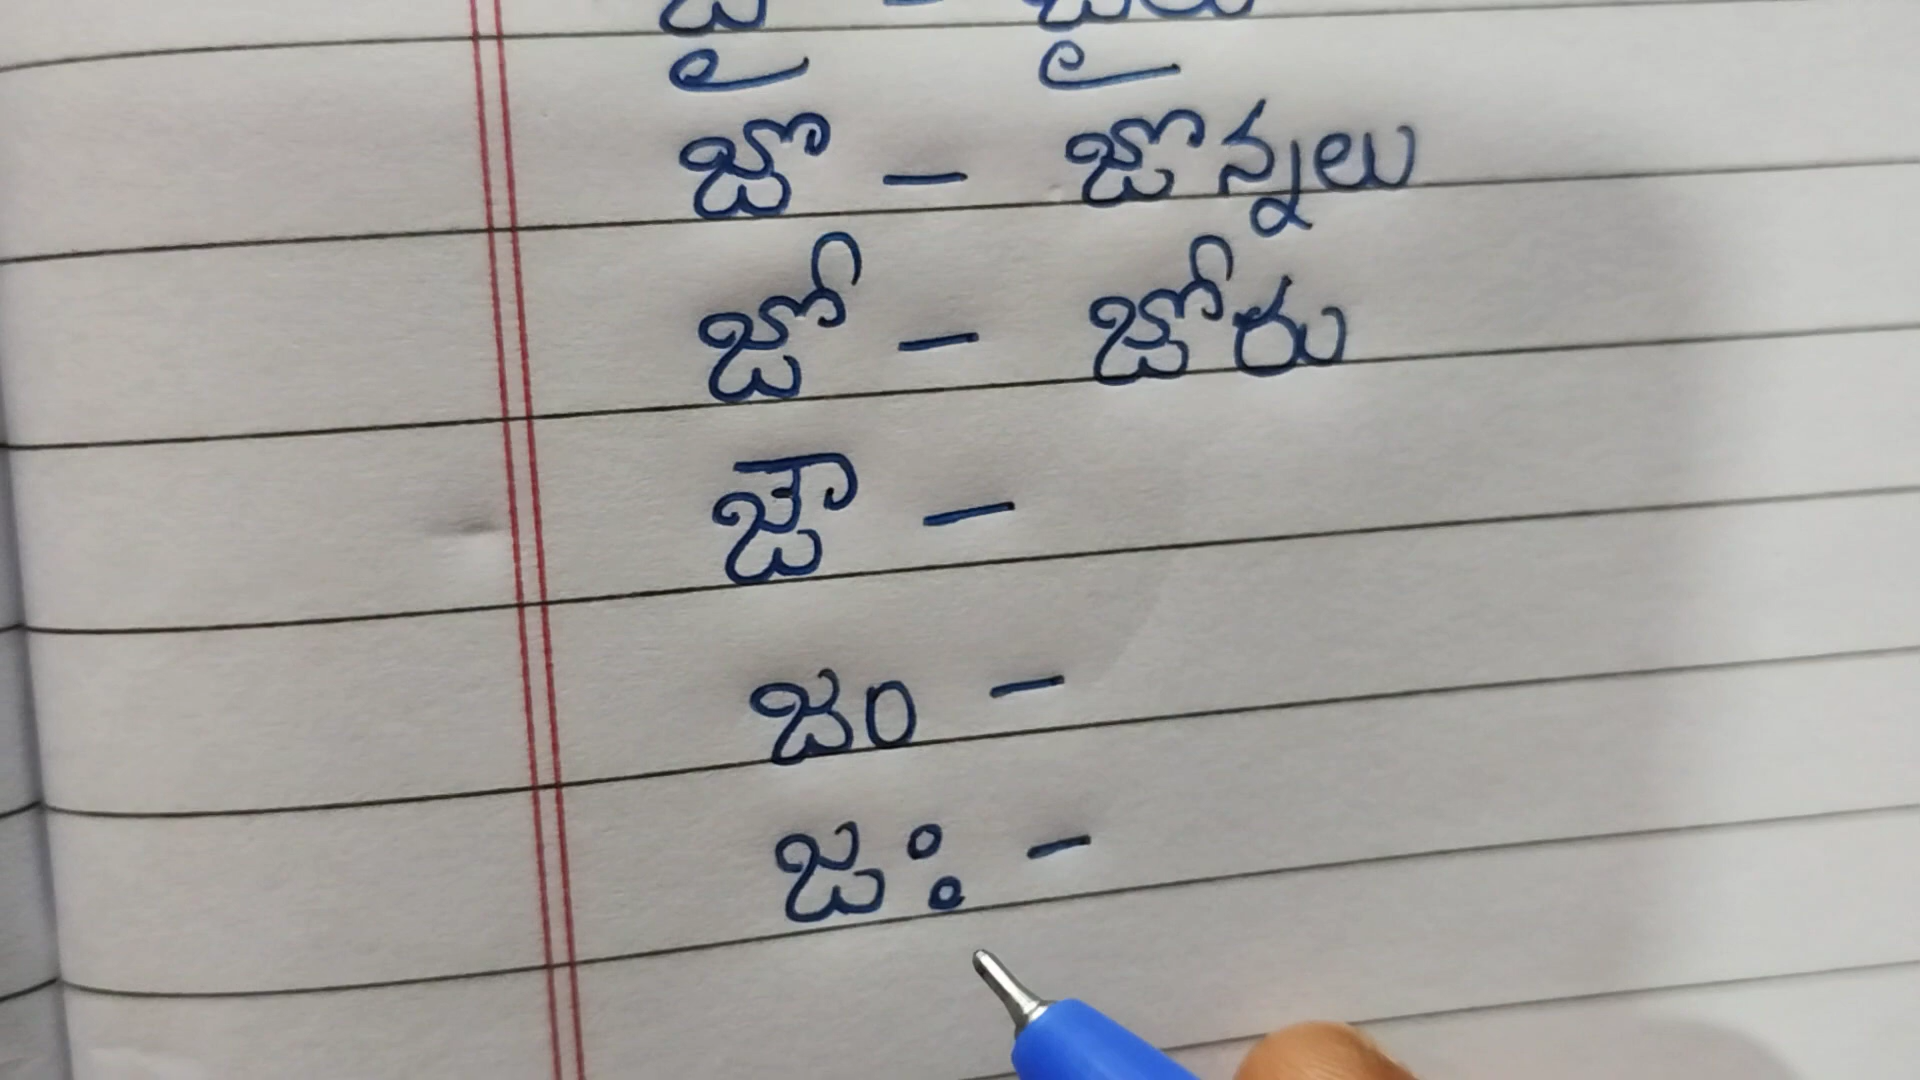 జొ - జొన్నలు
జో - జోరు
జౌ -
జం -
జః -